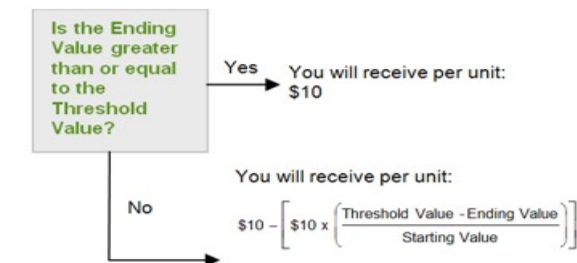 Is the Ending
Value greater
than or equal
to the
Threshold
Value?
Yes
You will receive per unit:
$10
No
You will receive per unit:
$10 – [ $10 x ( Threshold Value - Ending Value / Starting Value ) ]